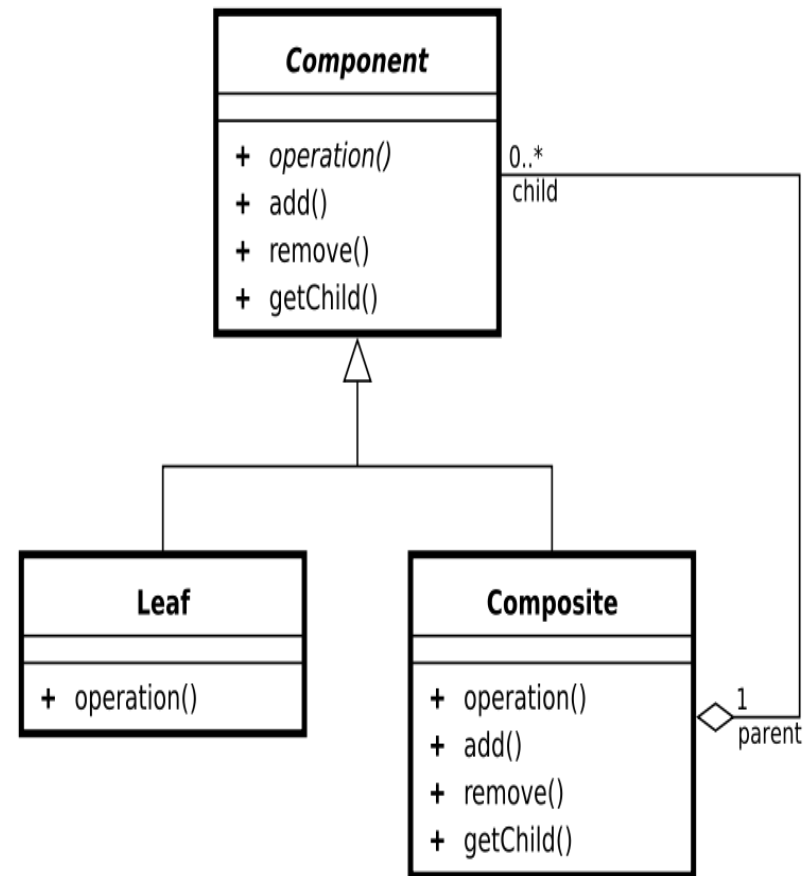 Component
+ operation()
+ add()
+ remove()
+ getChild()
0..*
child
Leaf
+ operation()
Composite
+ operation()
+ add()
+ remove()
+ getChild()
1
parent